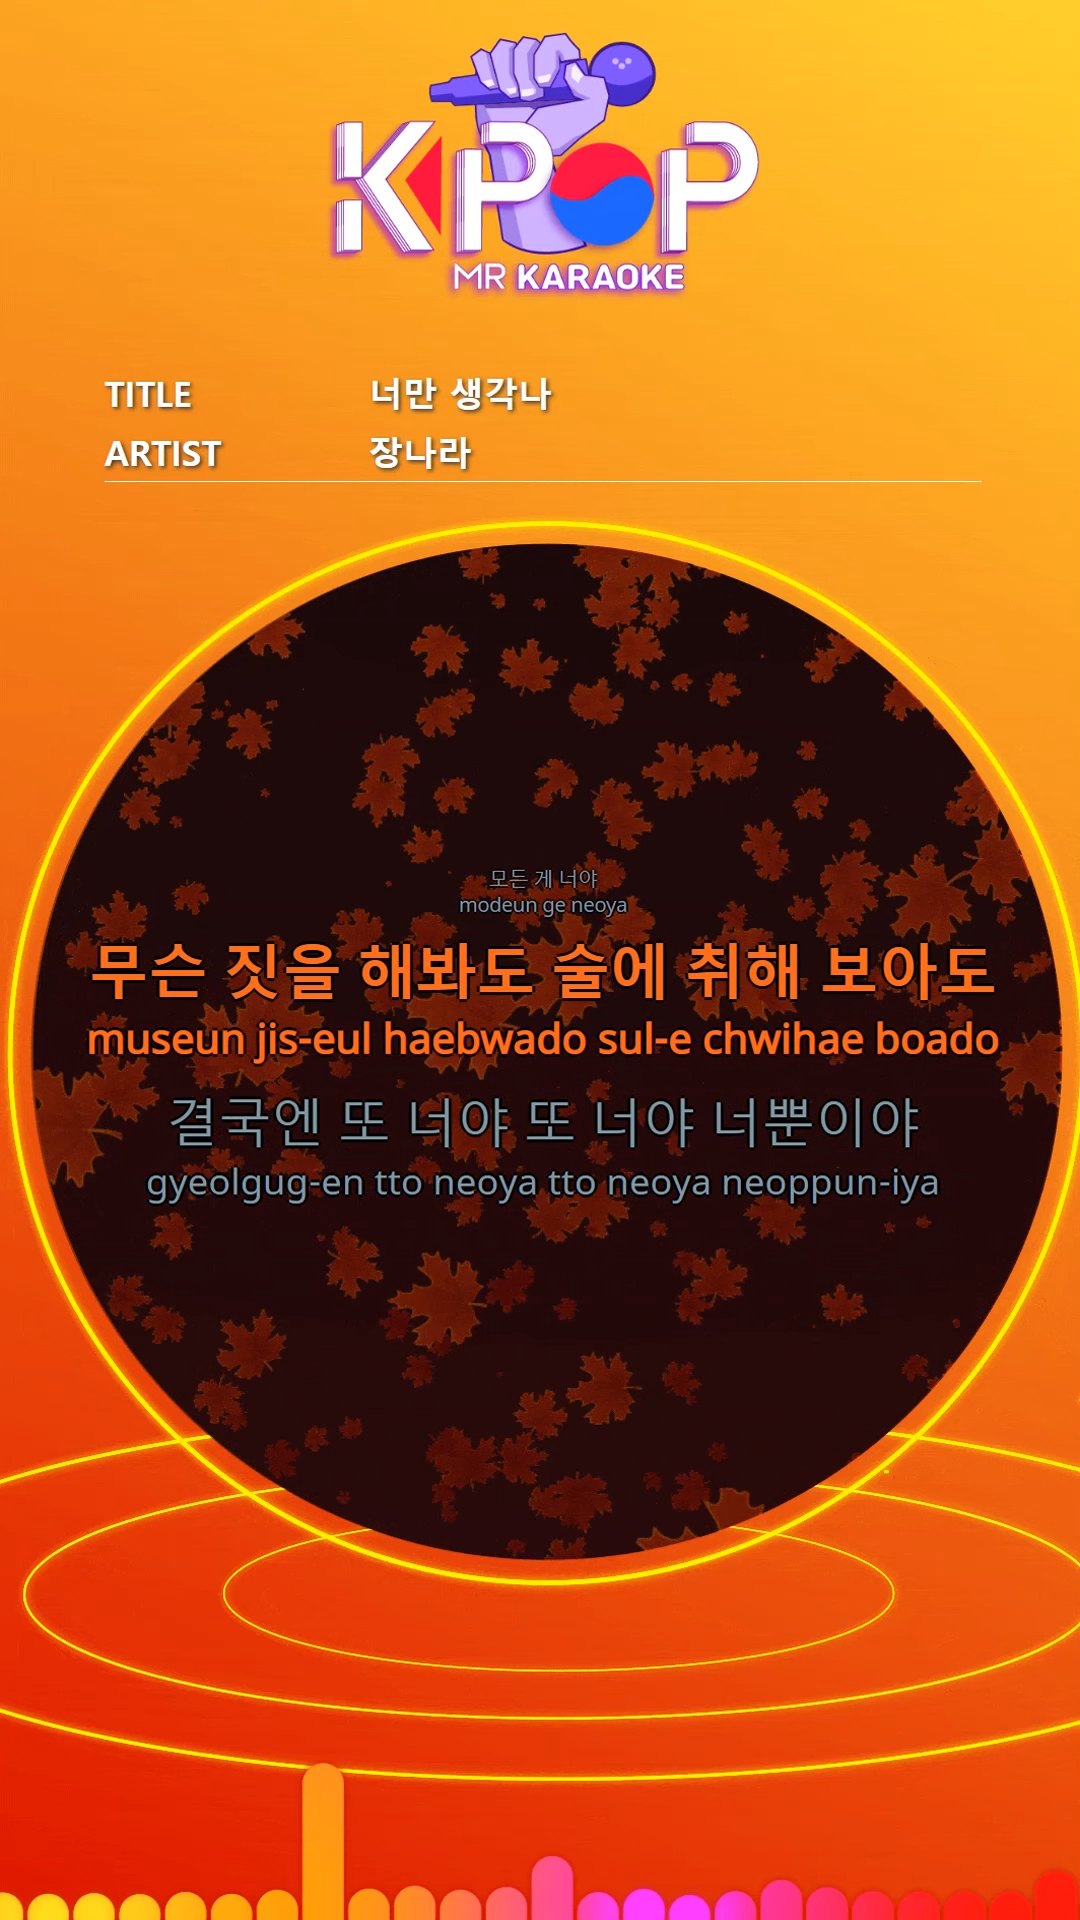 KPOP
MR KARAOKE
TITLE 너만 생각나
ARTIST 장나라
모든 게 너야
modeun ge neoya
무슨 짓을 해봐도 술에 취해 보아도
museun jis-eul haebwado sul-e chwihae boado
결국엔 또 너야 또 너야 너뿐이야
gyeolgug-en tto neoya tto neoya neoppun-iya